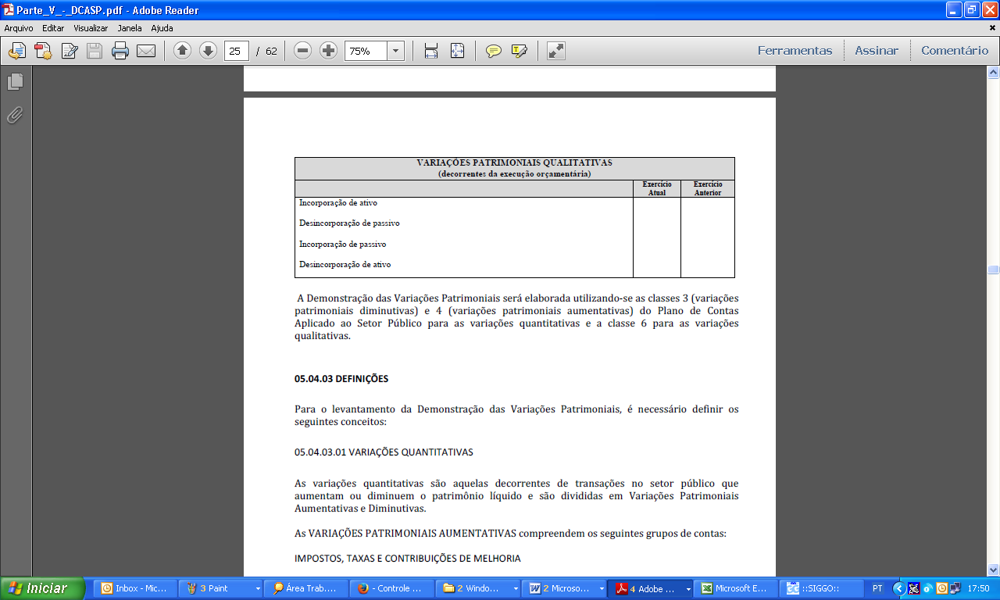 Parte_V_-_DCASP.pdf - Adobe Reader
Arquivo Editar Visualizar Janela Ajuda
25 / 62 75% Ferramentas Assinar Comentário
VARIAÇÕES PATRIMONIAIS QUALITATIVAS
(decorrentes da execução orçamentária)
Exercício Atual Exercício Anterior
Incorporação de ativo
Desincorporação de passivo
Incorporação de passivo
Desincorporação de ativo
A Demonstração das Variações Patrimoniais será elaborada utilizando-se as classes 3 (variações
patrimoniais diminutivas) e 4 (variações patrimoniais aumentativas) do Plano de Contas
Aplicado ao Setor Público para as variações quantitativas e a classe 6 para as variações
qualitativas.
05.04.03 DEFINIÇÕES
Para o levantamento da Demonstração das Variações Patrimoniais, é necessário definir os
seguintes conceitos:
05.04.03.01 VARIAÇÕES QUANTITATIVAS
As variações quantitativas são aquelas decorrentes de transações no setor público que
aumentam ou diminuem o patrimônio líquido e são divididas em Variações Patrimoniais
Aumentativas e Diminutivas.
As VARIAÇÕES PATRIMONIAIS AUMENTATIVAS compreendem os seguintes grupos de contas:
IMPOSTOS, TAXAS E CONTRIBUIÇÕES DE MELHORIA
Iniciar Inbox - Mic... 3 Paint Área Trab.... - Controle ... 2 Windo... 2 Microso... 4 Adobe ... Microsoft E... ::SIGGO:: PT 17:50